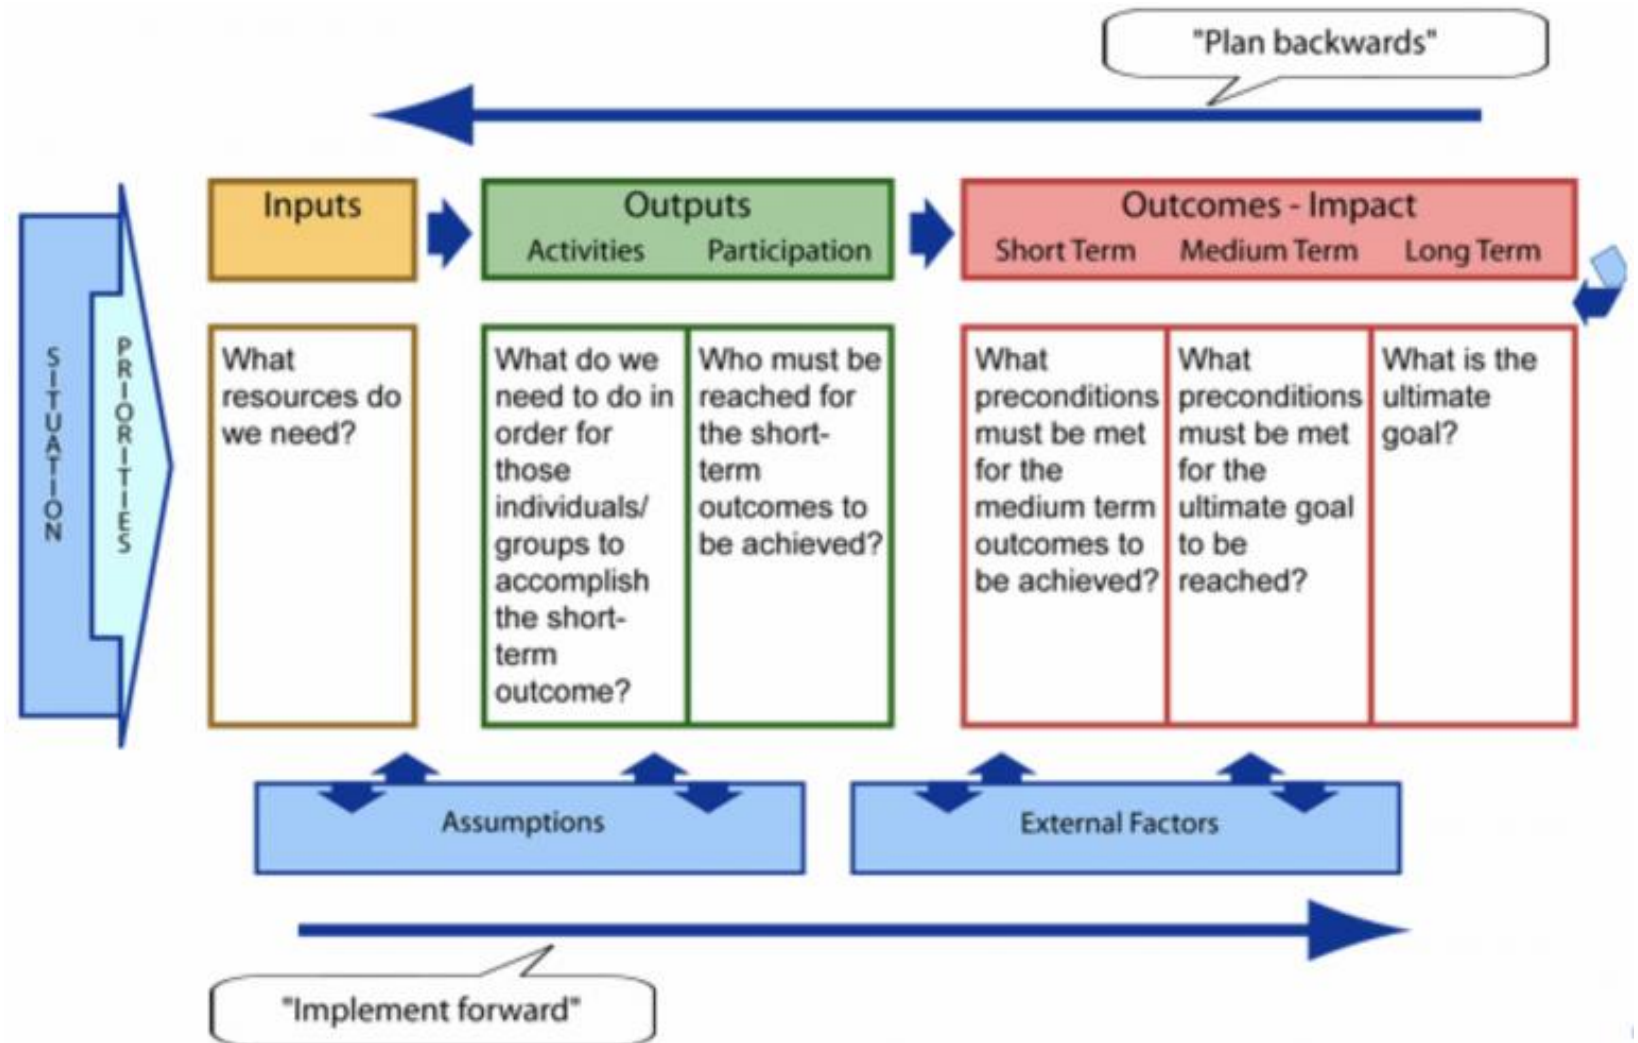 "Plan backwards"
Inputs
Outputs
Activities
Participation
Outcomes - Impact
Short Term
Medium Term
Long Term
SITUATION
PRIORITIES
What
resources do
we need?
What do we
need to do in
order for
those
individuals/
groups to
accomplish
the short-
term
outcome?
Who must be
reached for
the short-
term
outcomes to
be achieved?
What
preconditions
must be met
for the
medium term
outcomes to
be achieved?
What
preconditions
must be met
for the
ultimate goal
to be
reached?
What is the
ultimate
goal?
Assumptions
External Factors
"Implement forward"